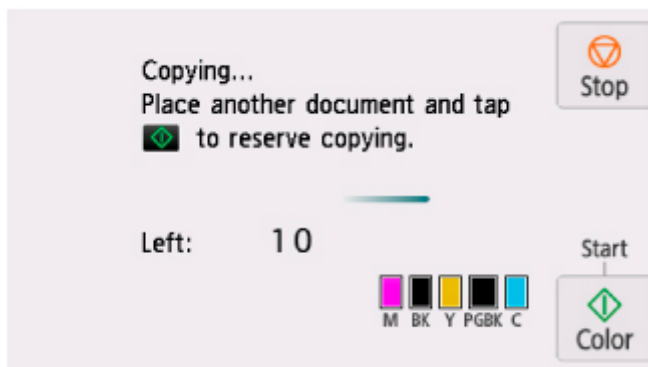 Copying...
Place another document and tap
to reserve copying.
Stop
Left: 10
Start
M BK Y PGBK C
Color